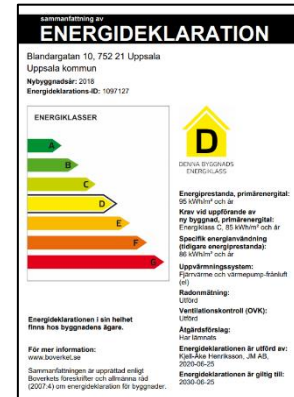 sammanfattning av
ENERGIDEKLARATION
Blandargatan 10, 752 21 Uppsala
Uppsala kommun
Nybyggnadsår: 2018
Energideklarations-ID: 1097127
ENERGIKLASSER
A
B
C
D
E
F
G
D
DENNA BYGGNADS
ENERGIKLASS
Energiprestanda, primärenergital:
95 kWh/m² och år
Krav vid uppförande av
ny byggnad, primärenergital:
Energiklass C, 85 kWh/m² och år
Specifik energianvändning
(tidigare energiprestanda):
86 kWh/m² och år
Uppvärmningssystem:
Fjärrvärme och värmepump-frånluft
(el)
Radonmätning:
Utförd
Ventilationskontroll (OVK):
Utförd
Åtgärdsförslag:
Har lämnats
Energideklarationen är utförd av:
Kjell-Åke Henriksson, JM AB,
2020-06-25
Energideklarationen är giltig till:
2030-06-25
Energideklarationen i sin helhet
finns hos byggnadens ägare.
För mer information:
www.boverket.se
Sammanfattningen är upprättad enligt
Boverkets föreskrifter och allmänna råd
(2007:4) om energideklaration för byggnader.